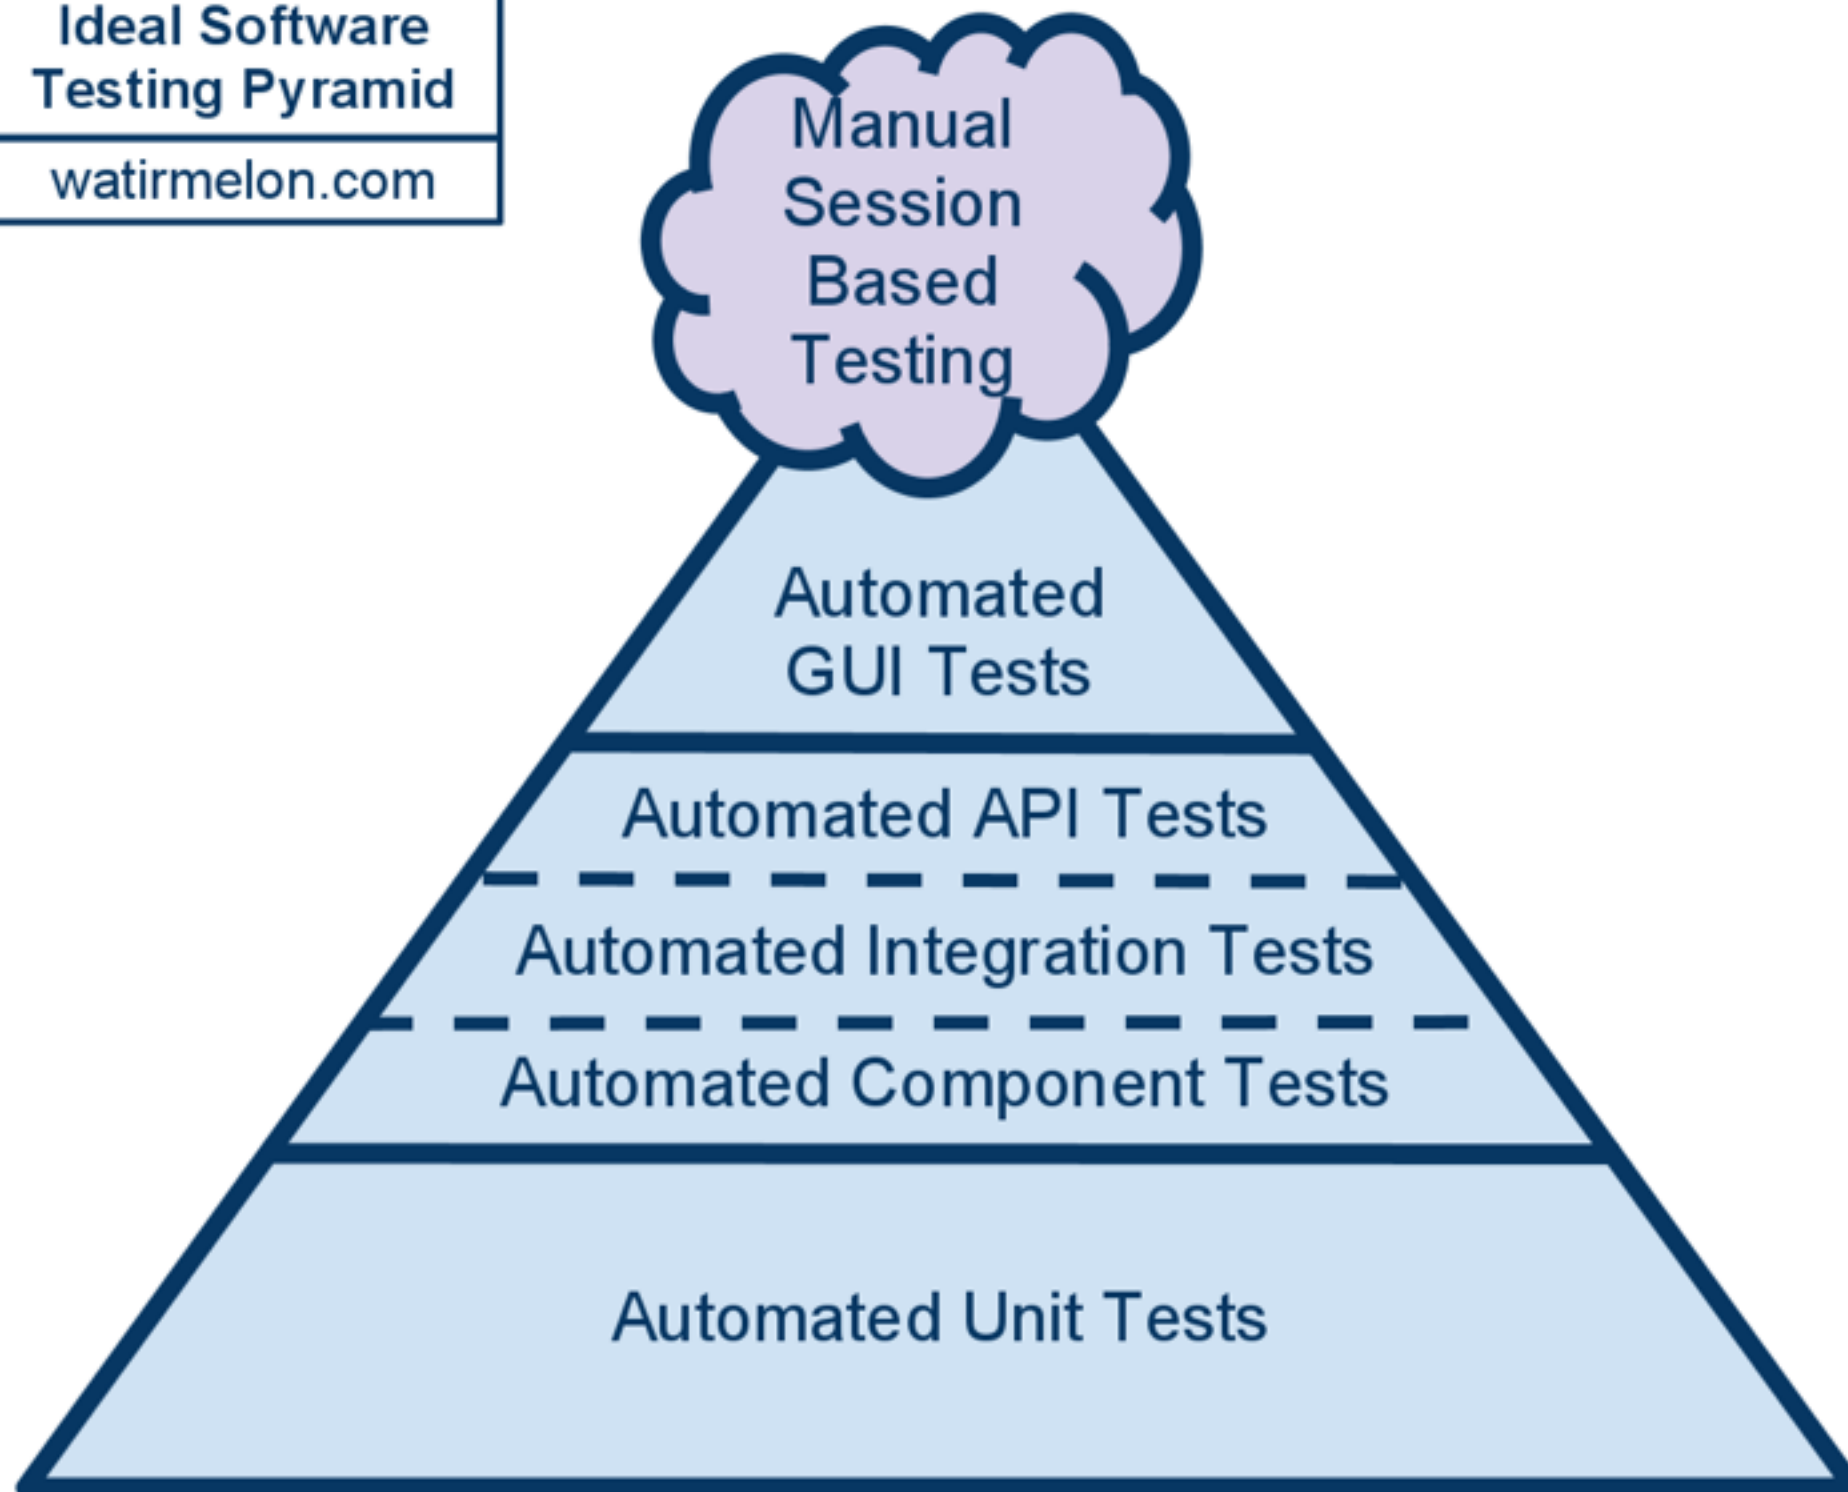 Ideal Software
Testing Pyramid
watirmelon.com
Manual
Session
Based
Testing
Automated
GUI Tests
Automated API Tests
Automated Integration Tests
Automated Component Tests
Automated Unit Tests